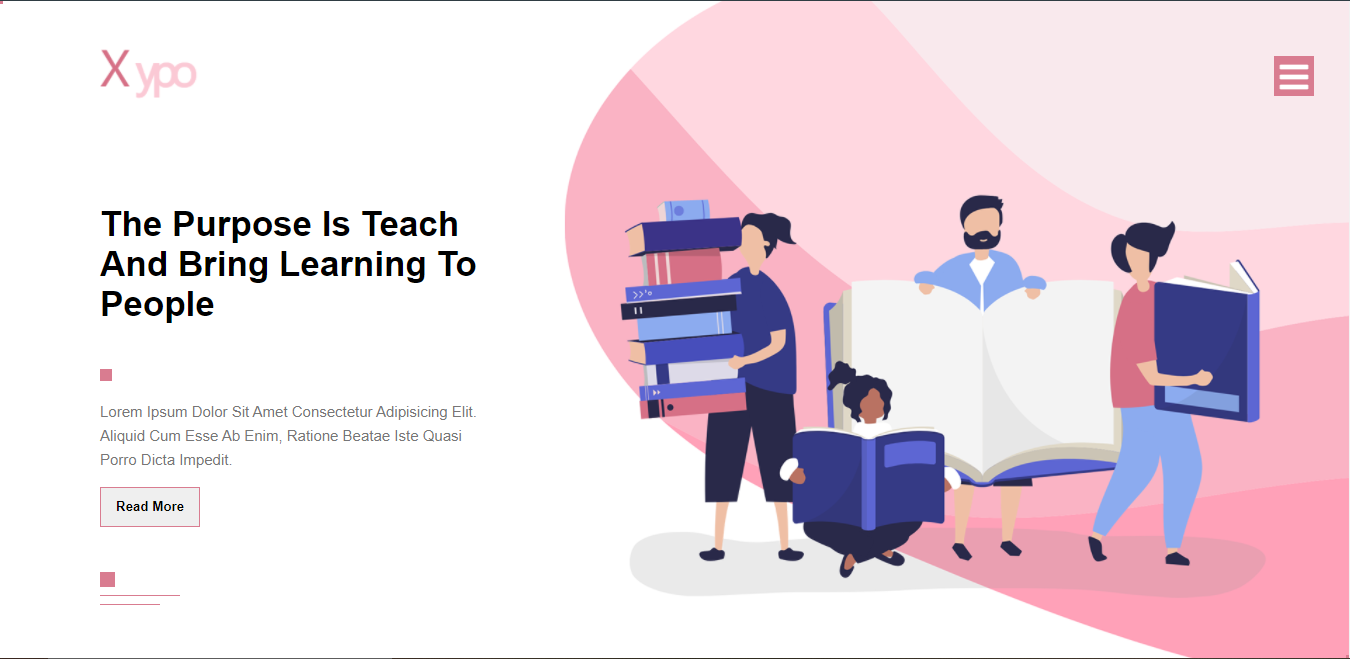 X ypo
The Purpose Is Teach
And Bring Learning To
People
Lorem Ipsum Dolor Sit Amet Consectetur Adipisicing Elit.
Aliquid Cum Esse Ab Enim, Ratione Beatae Iste Quasi
Porro Dicta Impedit.
Read More